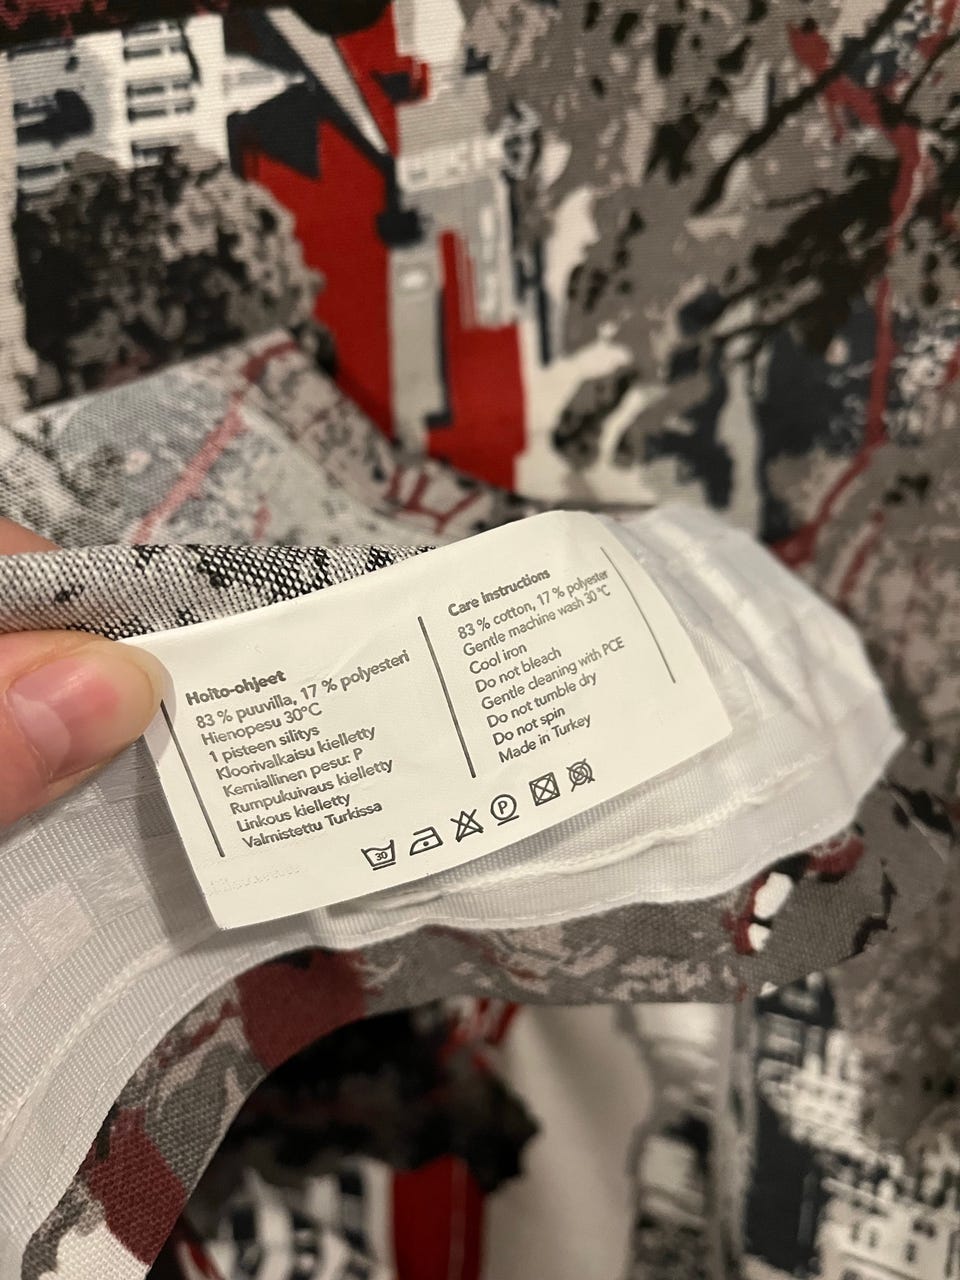 Hoito-ohjeet
83 % puuvilla, 17 % polyesteri
Hienopesu 30°C
1 pisteen silitys
Kloorivalkaisu kielletty
Kemiallinen pesu: P
Rumpukuivaus kielletty
Linkous kielletty
Valmistettu Turkissa
Care Instructions
83 % cotton, 17 % polyester
Gentle machine wash 30°C
Cool iron
Do not bleach
Gentle cleaning with PCE
Do not tumble dry
Do not spin
Made in Turkey
30
P